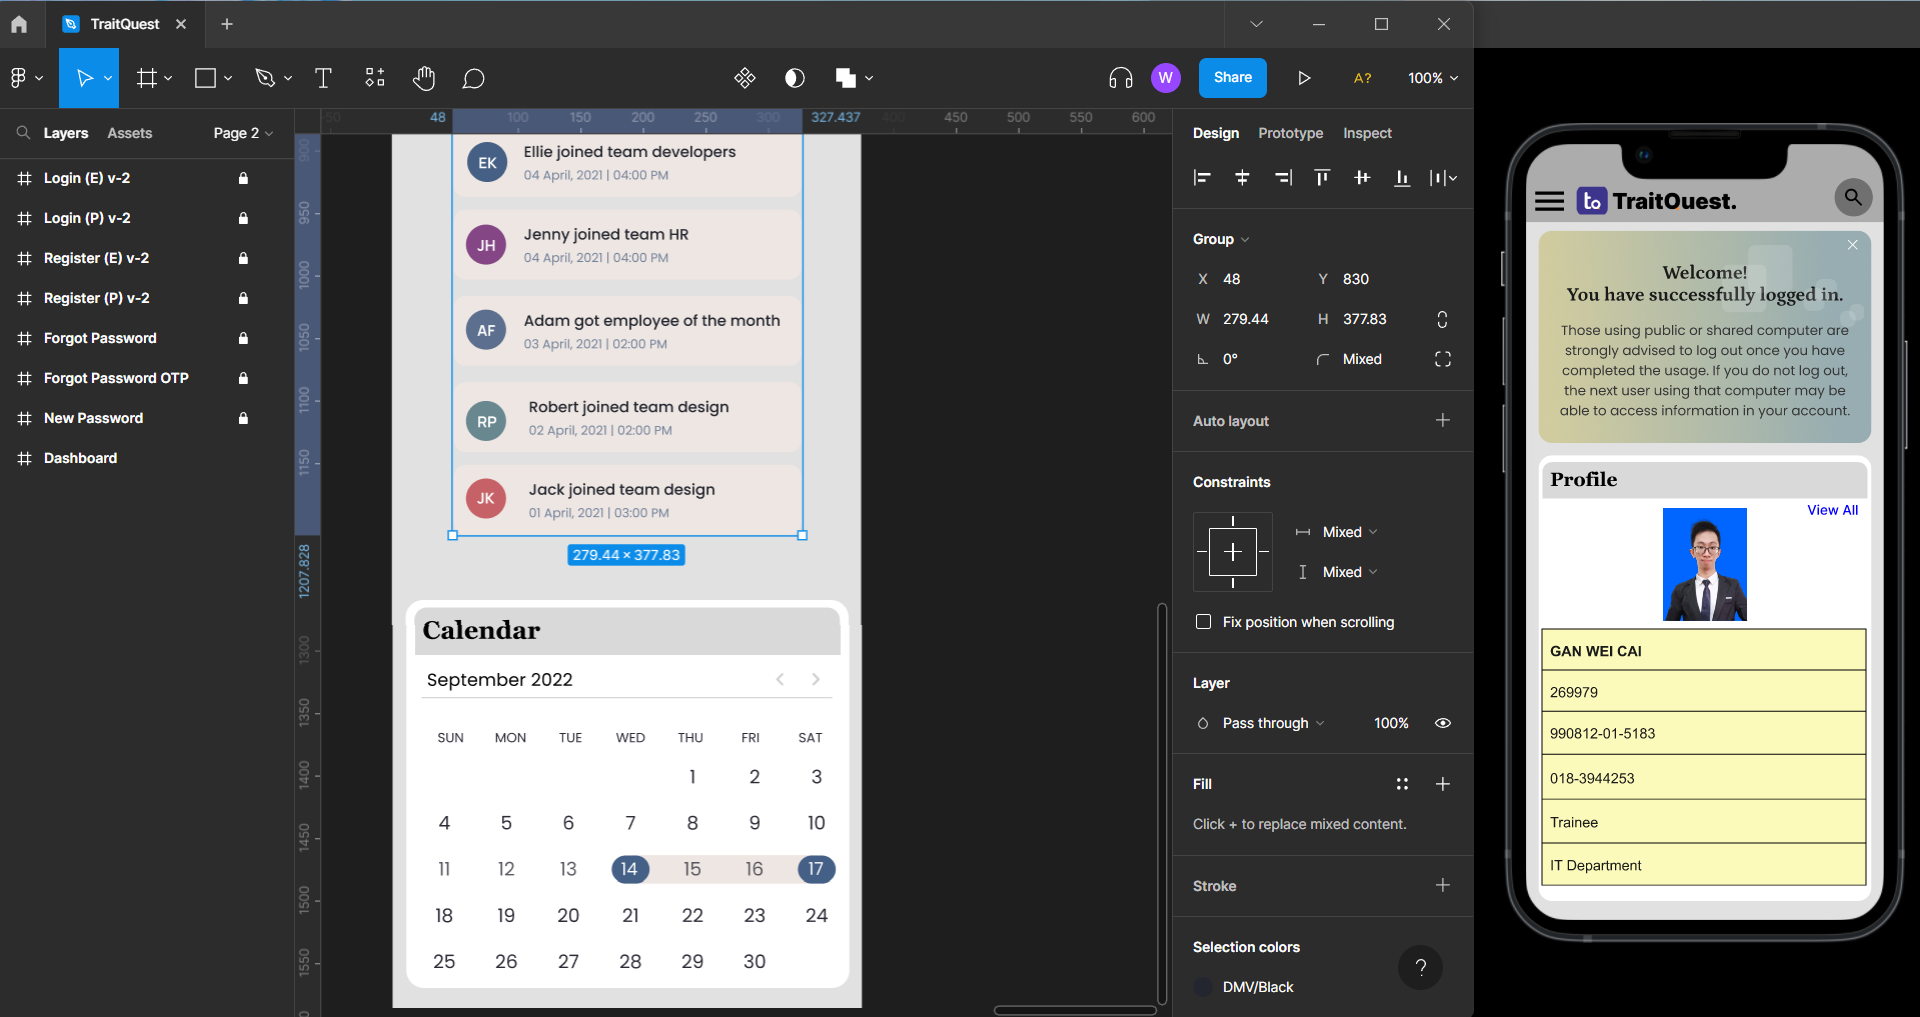 TraitQuest
W
Share
A?
100%
Layers
Assets
Page 2
Login (E) v-2
Login (P) v-2
Register (E) v-2
Register (P) v-2
Forgot Password
Forgot Password OTP
New Password
Dashboard
-50
48
100
150
200
250
300
327.437
400
450
500
550
600
900
950
1000
1050
1100
1150
1207.828
1300
1350
1400
1450
1500
1550
EK
Ellie joined team developers
04 April, 2021 | 04:00 PM
JH
Jenny joined team HR
04 April, 2021 | 04:00 PM
AF
Adam got employee of the month
03 April, 2021 | 02:00 PM
RP
Robert joined team design
02 April, 2021 | 02:00 PM
JK
Jack joined team design
01 April, 2021 | 03:00 PM
279.44 × 377.83
Calendar
September 2022
SUN MON TUE WED THU FRI SAT
1 2 3
4 5 6 7 8 9 10
11 12 13 14 15 16 17
18 19 20 21 22 23 24
25 26 27 28 29 30
Design
Prototype
Inspect
Group
X 48 Y 830
W 279.44 H 377.83
0° Mixed
Auto layout
Constraints
Mixed
Mixed
Fix position when scrolling
Layer
Pass through 100%
Fill
Click + to replace mixed content.
Stroke
Selection colors
DMV/Black
?
to TraitQuest.
Welcome!
You have successfully logged in.
Those using public or shared computer are
strongly advised to log out once you have
completed the usage. If you do not log out,
the next user using that computer may be
able to access information in your account.
Profile
View All
GAN WEI CAI
269979
990812-01-5183
018-3944253
Trainee
IT Department